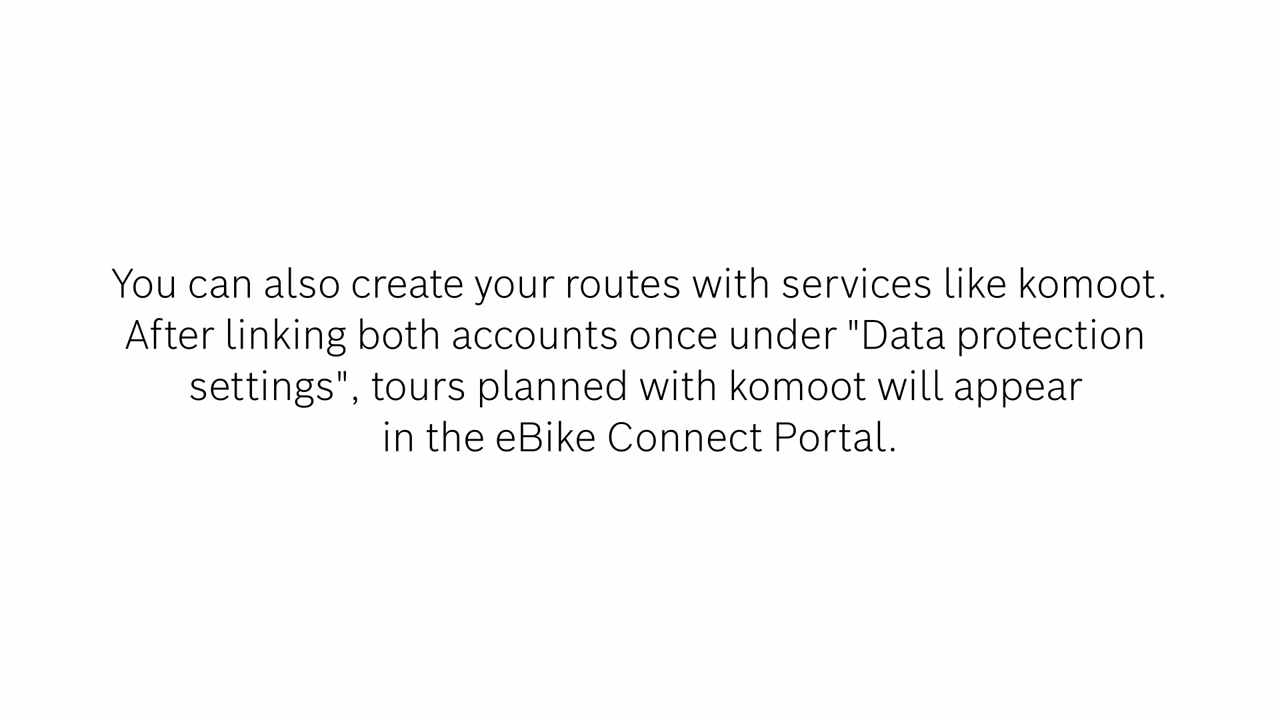 You can also create your routes with services like komoot.
After linking both accounts once under "Data protection
settings", tours planned with komoot will appear
in the eBike Connect Portal.